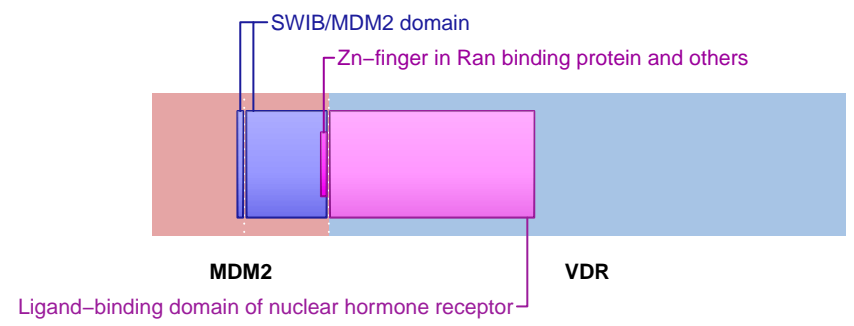 SWIB/MDM2 domain
Zn−finger in Ran binding protein and others
MDM2 VDR
Ligand−binding domain of nuclear hormone receptor